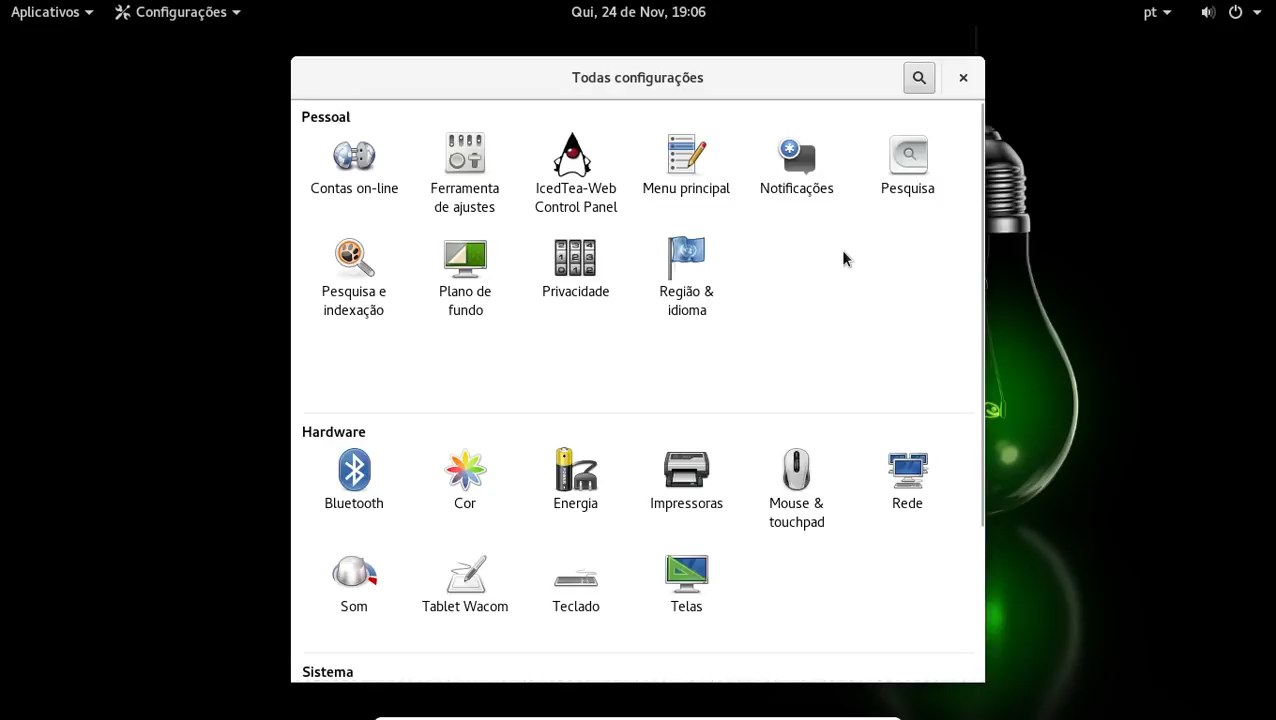 Aplicativos
Configurações
Qui, 24 de Nov, 19:06
pt
Todas configurações
Pessoal
Contas on-line
Ferramenta
de ajustes
IcedTea-Web
Control Panel
Menu principal
Notificações
Pesquisa
Pesquisa e
indexação
Plano de
fundo
Privacidade
Região &
idioma
Hardware
Bluetooth
Cor
Energia
Impressoras
Mouse &
touchpad
Rede
Som
Tablet Wacom
Teclado
Telas
Sistema